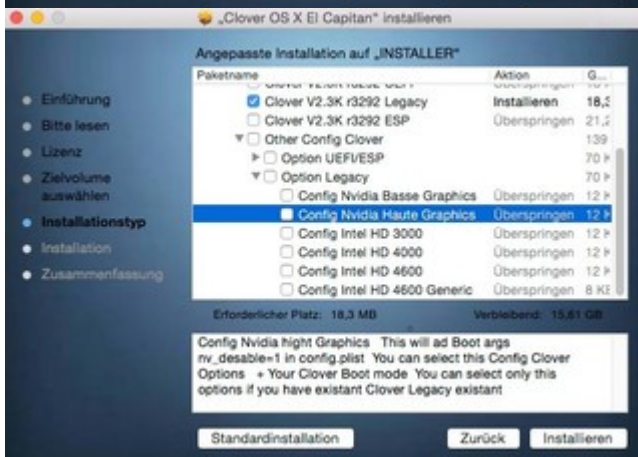 „Clover OS X El Capitan“ installieren
Angepasste Installation auf „INSTALLER“
Paketname Aktion G...
Clover V2.3K r3292 UEFI Überspringen
Clover V2.3K r3292 Legacy Installieren 18,3
Clover V2.3K r3292 ESP Überspringen 21,2
Other Config Clover 139
Option UEFI/ESP 70 K
Option Legacy 70 K
Config Nvidia Basse Graphics Überspringen 12 K
Config Nvidia Haute Graphics Überspringen 12 K
Config Intel HD 3000 Überspringen 12 K
Config Intel HD 4000 Überspringen 12 K
Config Intel HD 4600 Überspringen 12 K
Config Intel HD 4600 Generic Überspringen 8 KE
Einführung
Bitte lesen
Lizenz
Zielvolume
auswählen
Installationstyp
Installation
Zusammenfassung
Erforderlicher Platz: 18,3 MB Verbleibend: 15,61 GB
Config Nvidia hight Graphics This will ad Boot
args
nv_desable=1 in config.plist You can select this Config Clover
Options + Your Clover Boot mode You can select only this
options if you have existant Clover Legacy existant
Standardinstallation Zurück Installieren